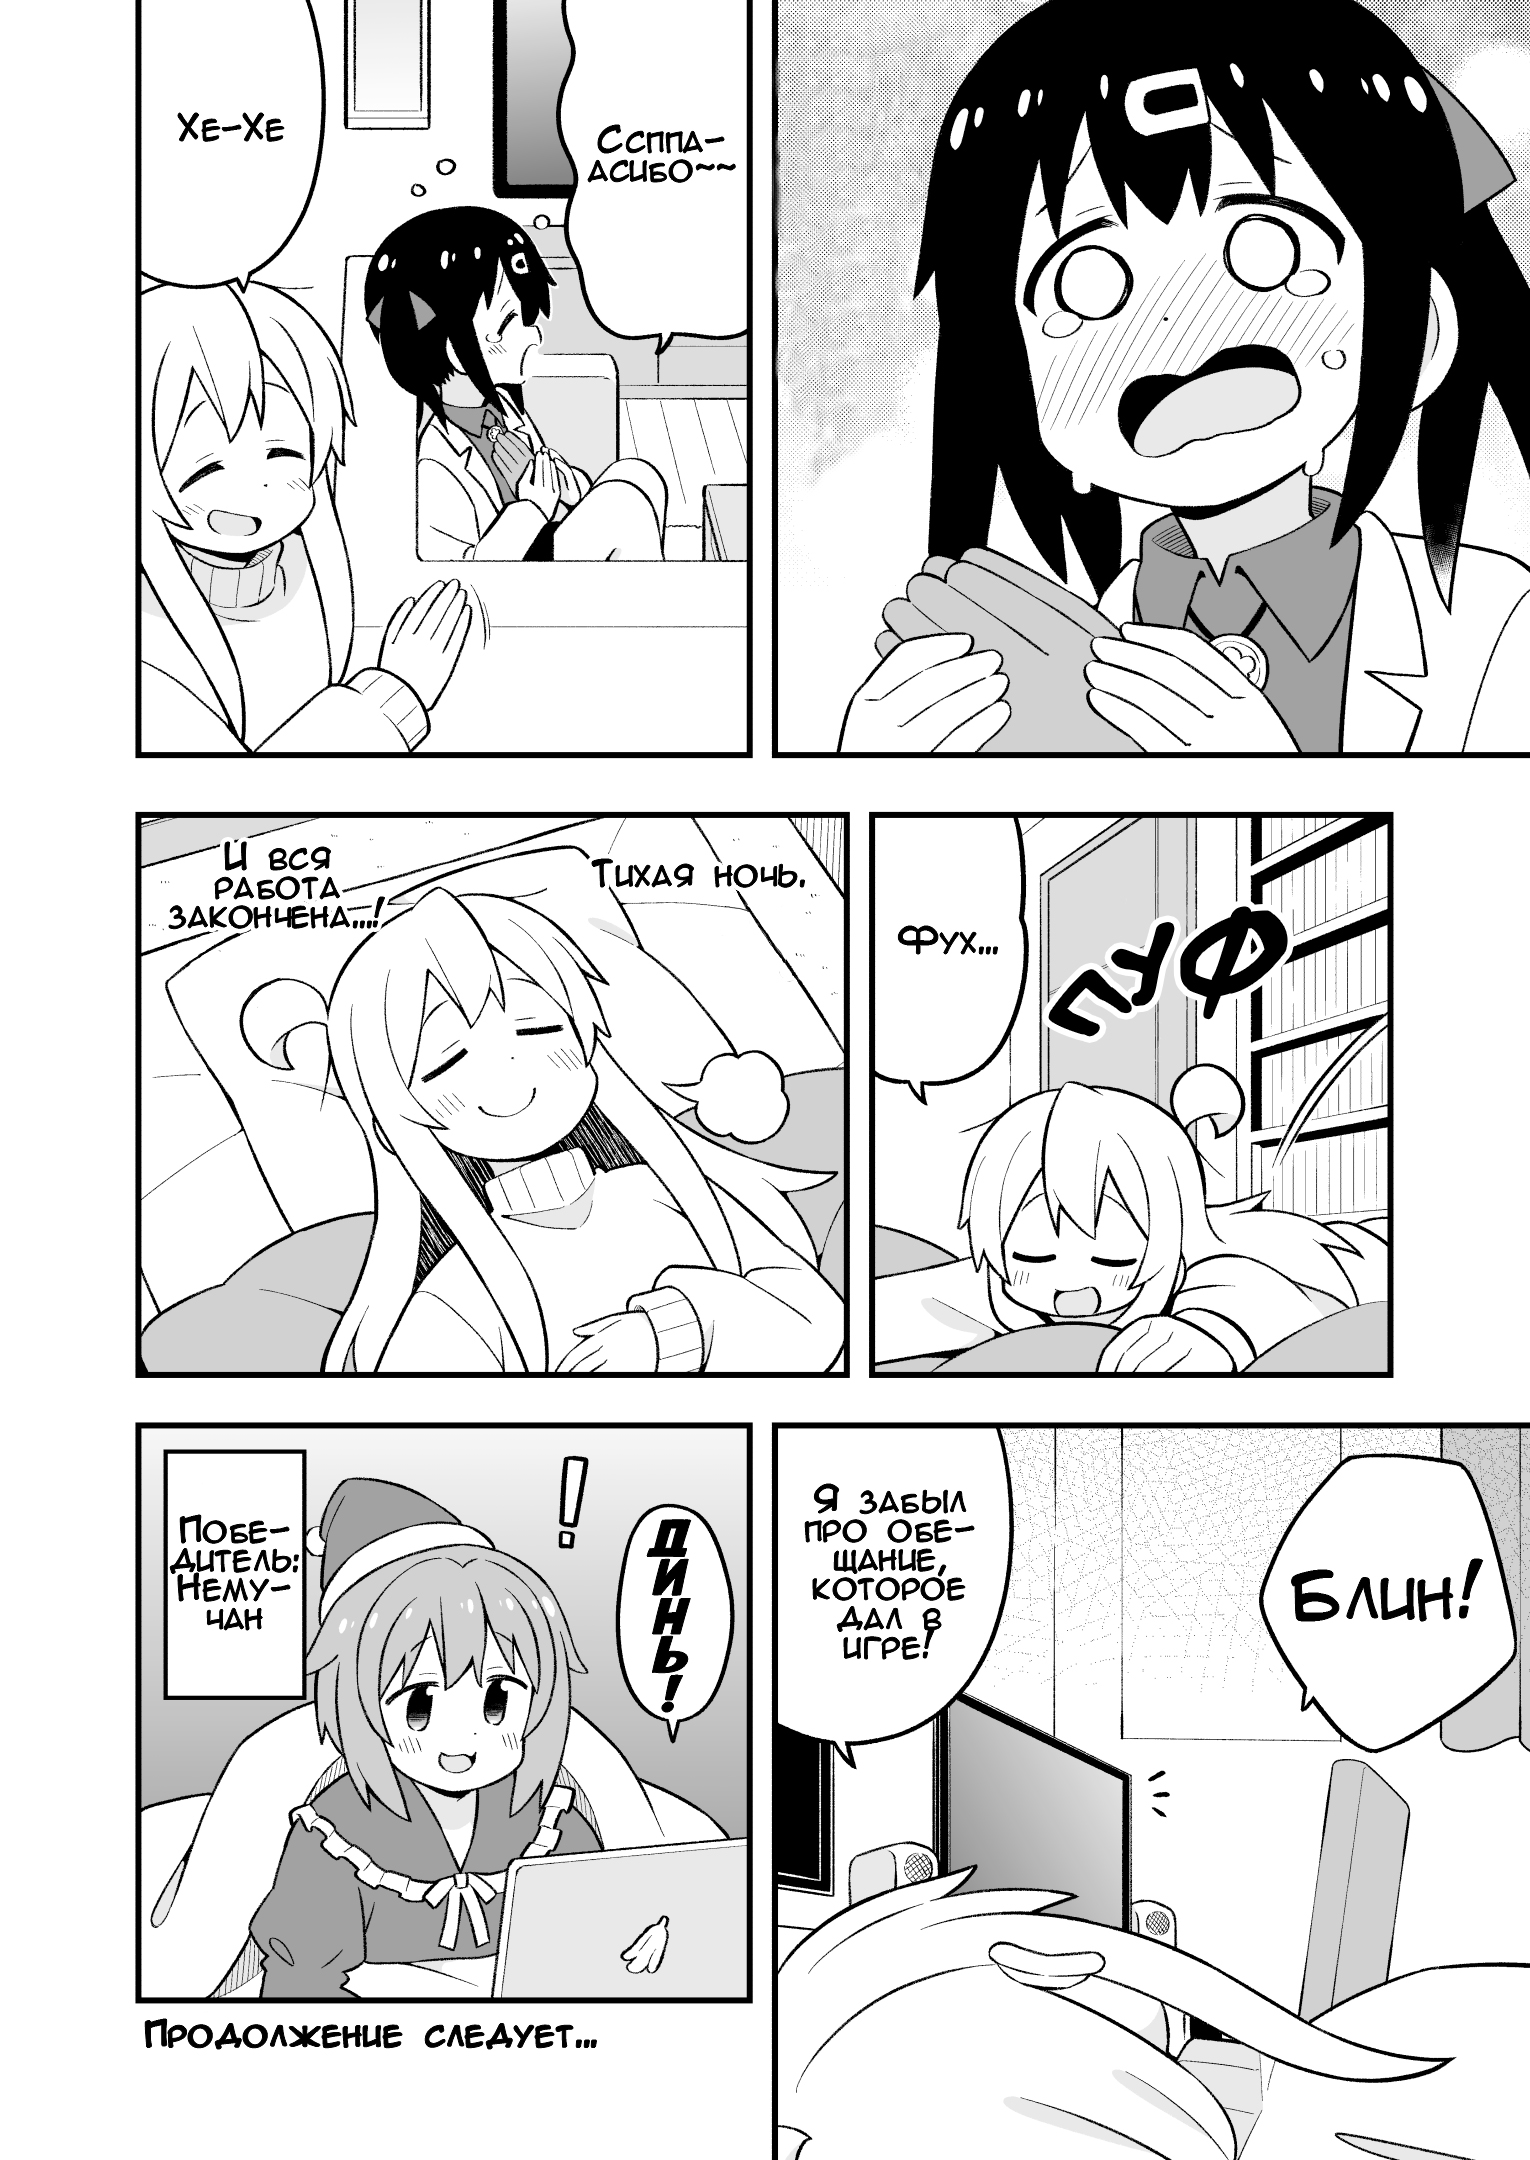 Ссппа-
асибо~~
Хе-Хе
Фух...
ПУФ
Тихая ночь.
И вся
работа
закончена...!
Блин!
Я забыл
про обе-
щание,
которое
дал в
игре!
!
ДИНЬ!
Побе-
дитель:
Нему-
чан
Продолжение следует...